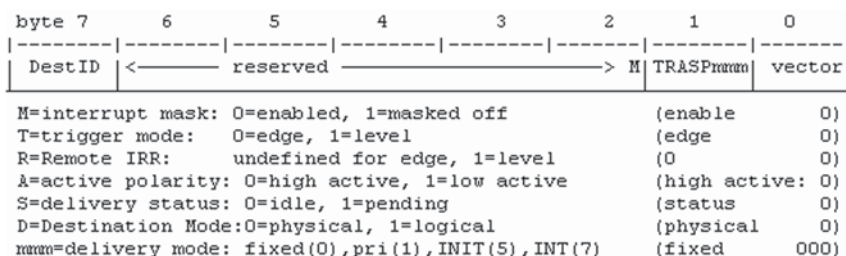 byte 7 6 5 4 3 2 1 0
|--------|--------|--------|--------|--------|--------|--------| -------
| DestID |<—— reserved ——> M|TRASPmmm| vector
M=interrupt mask: 0=enabled, 1=masked off (enable 0)
T=trigger mode: 0=edge, 1=level (edge 0)
R=Remote IRR: undefined for edge, 1=level (0 0)
A=active polarity: 0=high active, 1=low active (high active: 0)
S=delivery status: 0=idle, 1=pending (status 0)
D=Destination Mode:0=physical, 1=logical (physical 0)
mmm=delivery mode: fixed(0),pri(1),INIT(5),INT(7) (fixed 000)